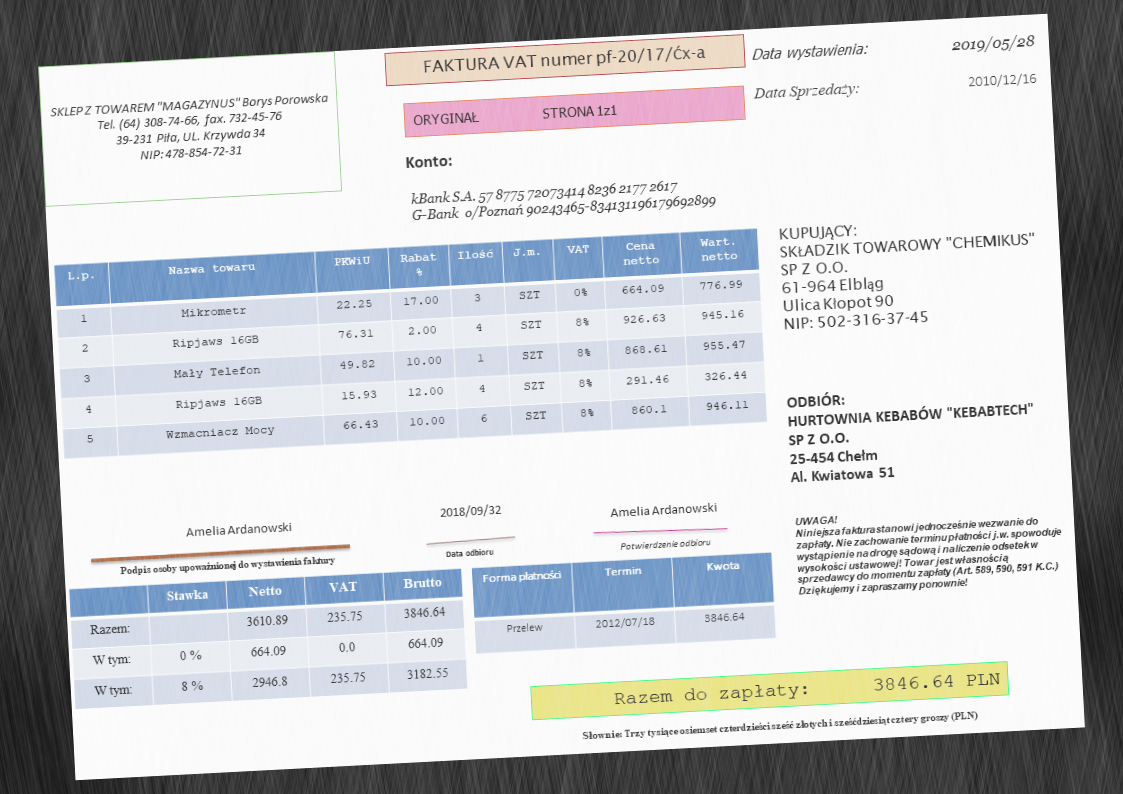 SKLEP Z TOWAREM "MAGAZYNUS" Borys Porowska
Tel. (64) 308-74-66, fax. 732-45-76
39-231 Piła, UL. Krzywda 34
NIP: 478-854-72-31
FAKTURA VAT numer pf-20/17/Ćx-a
ORYGINAŁ STRONA 1z1
Data wystawienia: 2019/05/28
Data Sprzedaży: 2010/12/16
Konto:
kBank S.A. 57 8775 72073414 8236 2177 2617
G-Bank o/Poznań 90243465-834131196179692899
KUPUJĄCY:
SKŁADZIK TOWAROWY "CHEMIKUS"
SP Z O.O.
61-964 Elbląg
Ulica Kłopot 90
NIP: 502-316-37-45
L.p. Nazwa towaru PKWiU Rabat % Ilość J.m. VAT Cena netto Wart. netto
1 Mikrometr 22.25 17.00 3 SZT 0% 664.09 776.99
2 Ripjaws 16GB 76.31 2.00 4 SZT 8% 926.63 945.16
3 Mały Telefon 49.82 10.00 1 SZT 8% 868.61 955.47
4 Ripjaws 16GB 15.93 12.00 4 SZT 8% 291.46 326.44
5 Wzmacniacz Mocy 66.43 10.00 6 SZT 8% 860.1 946.11
ODBIÓR:
HURTOWNIA KEBABÓW "KEBABTECH"
SP Z O.O.
25-454 Chełm
Al. Kwiatowa 51
Amelia Ardanowski
Podpis osoby upoważnionej do wystawienia faktury
2018/09/32
Data odbioru
Amelia Ardanowski
Potwierdzenie odbioru
UWAGA!
Niniejsza faktura stanowi jednocześnie wezwanie do
zapłaty. Nie zachowanie terminu płatności j.w. spowoduje
wystąpienie na drogę sądową i naliczenie odsetek w
wysokości ustawowej! Towar jest własnością
sprzedawcy do momentu zapłaty (Art. 589, 590, 591 K.C.)
Dziękujemy i zapraszamy ponownie!
Stawka Netto VAT Brutto
Razem: 3610.89 235.75 3846.64
W tym: 0 % 664.09 0.0 664.09
W tym: 8 % 2946.8 235.75 3182.55
Forma płatności Termin Kwota
Przelew 2012/07/18 3846.64
Razem do zapłaty: 3846.64 PLN
Słownie: Trzy tysiące osiemset czterdzieści sześć złotych i sześćdziesiąt cztery groszy (PLN)